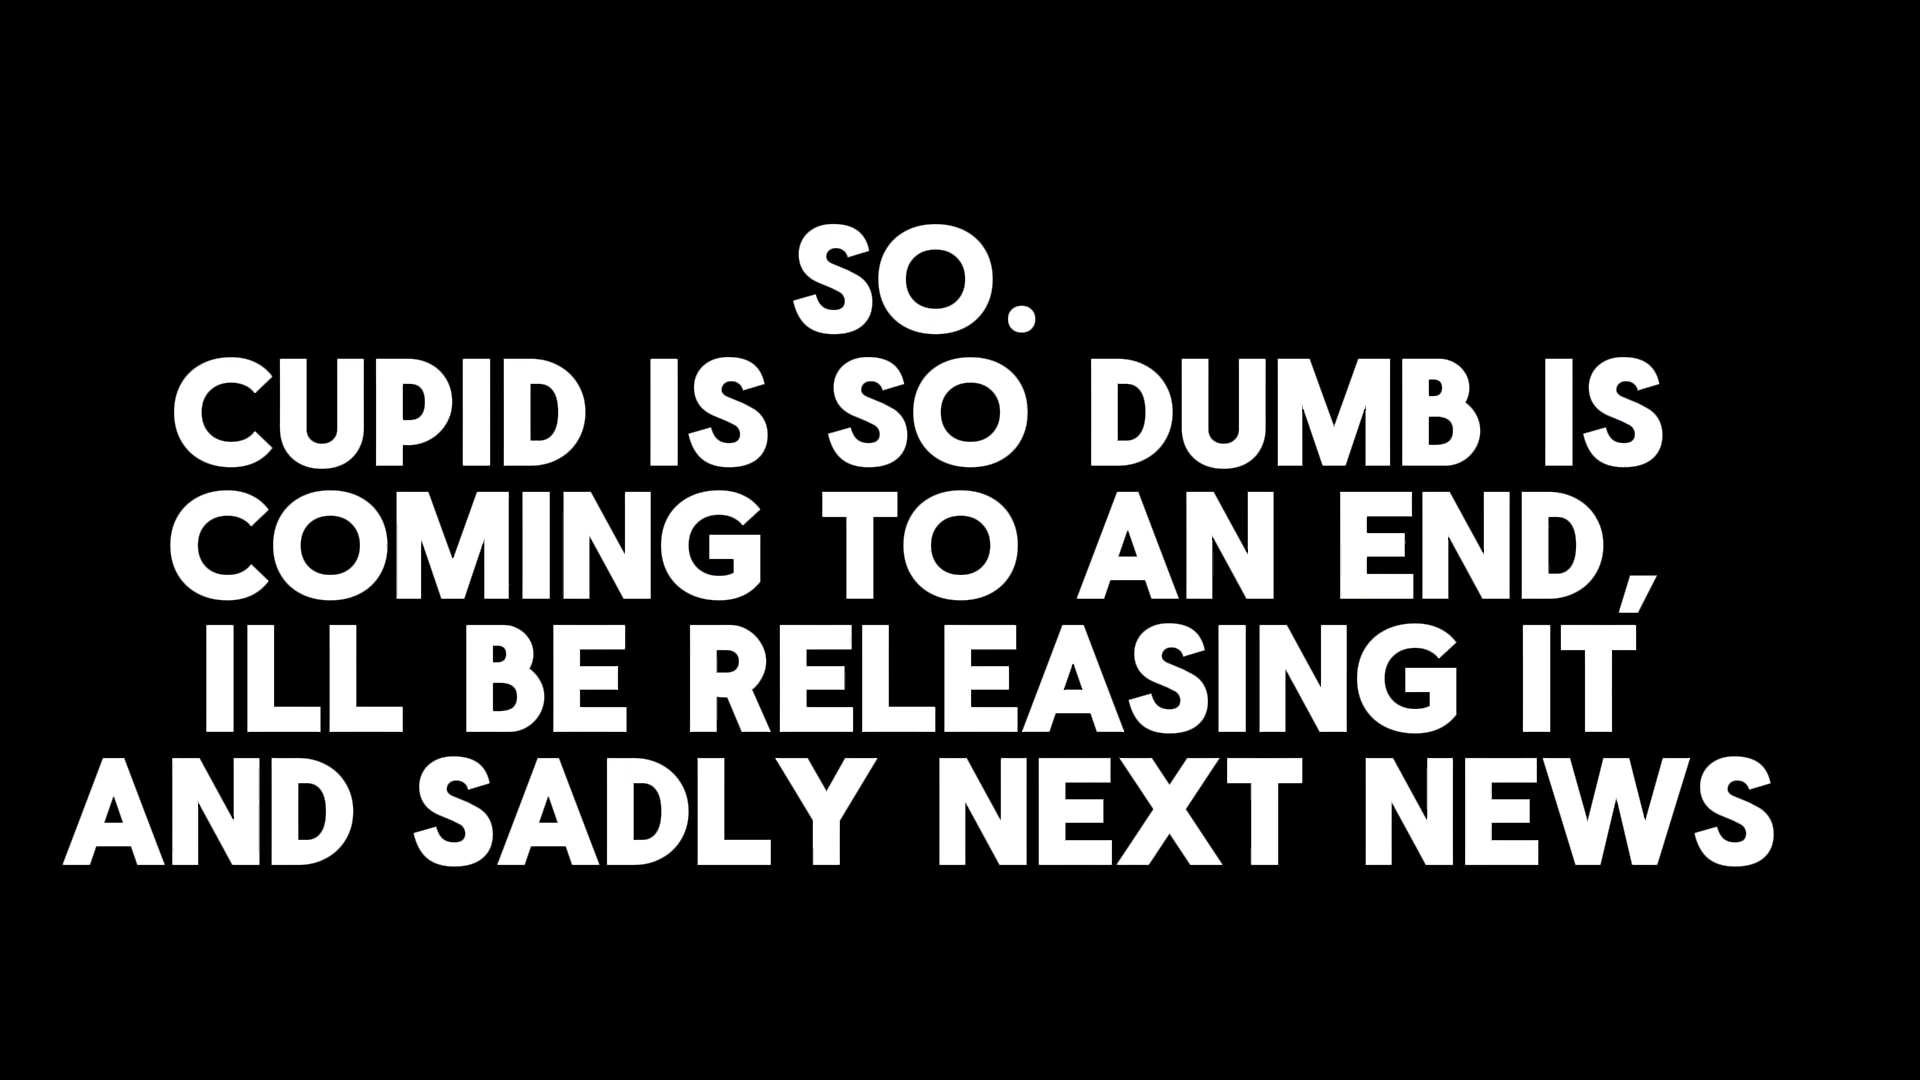 SO.
CUPID IS SO DUMB IS
COMING TO AN END,
ILL BE RELEASING IT
AND SADLY NEXT NEWS